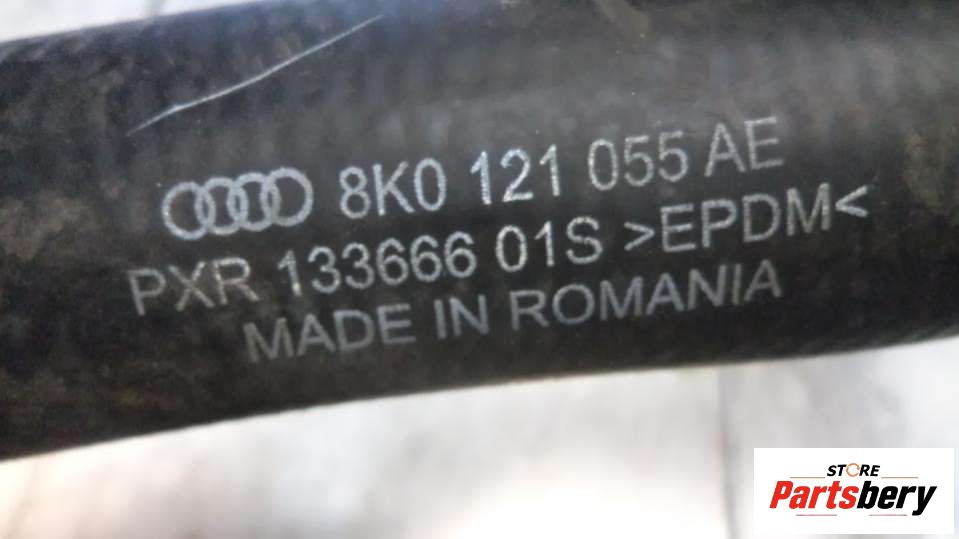 8K0 121 055 AE
PXR 133666 01S >EPDM<
MADE IN ROMANIA
STORE
Partsbery